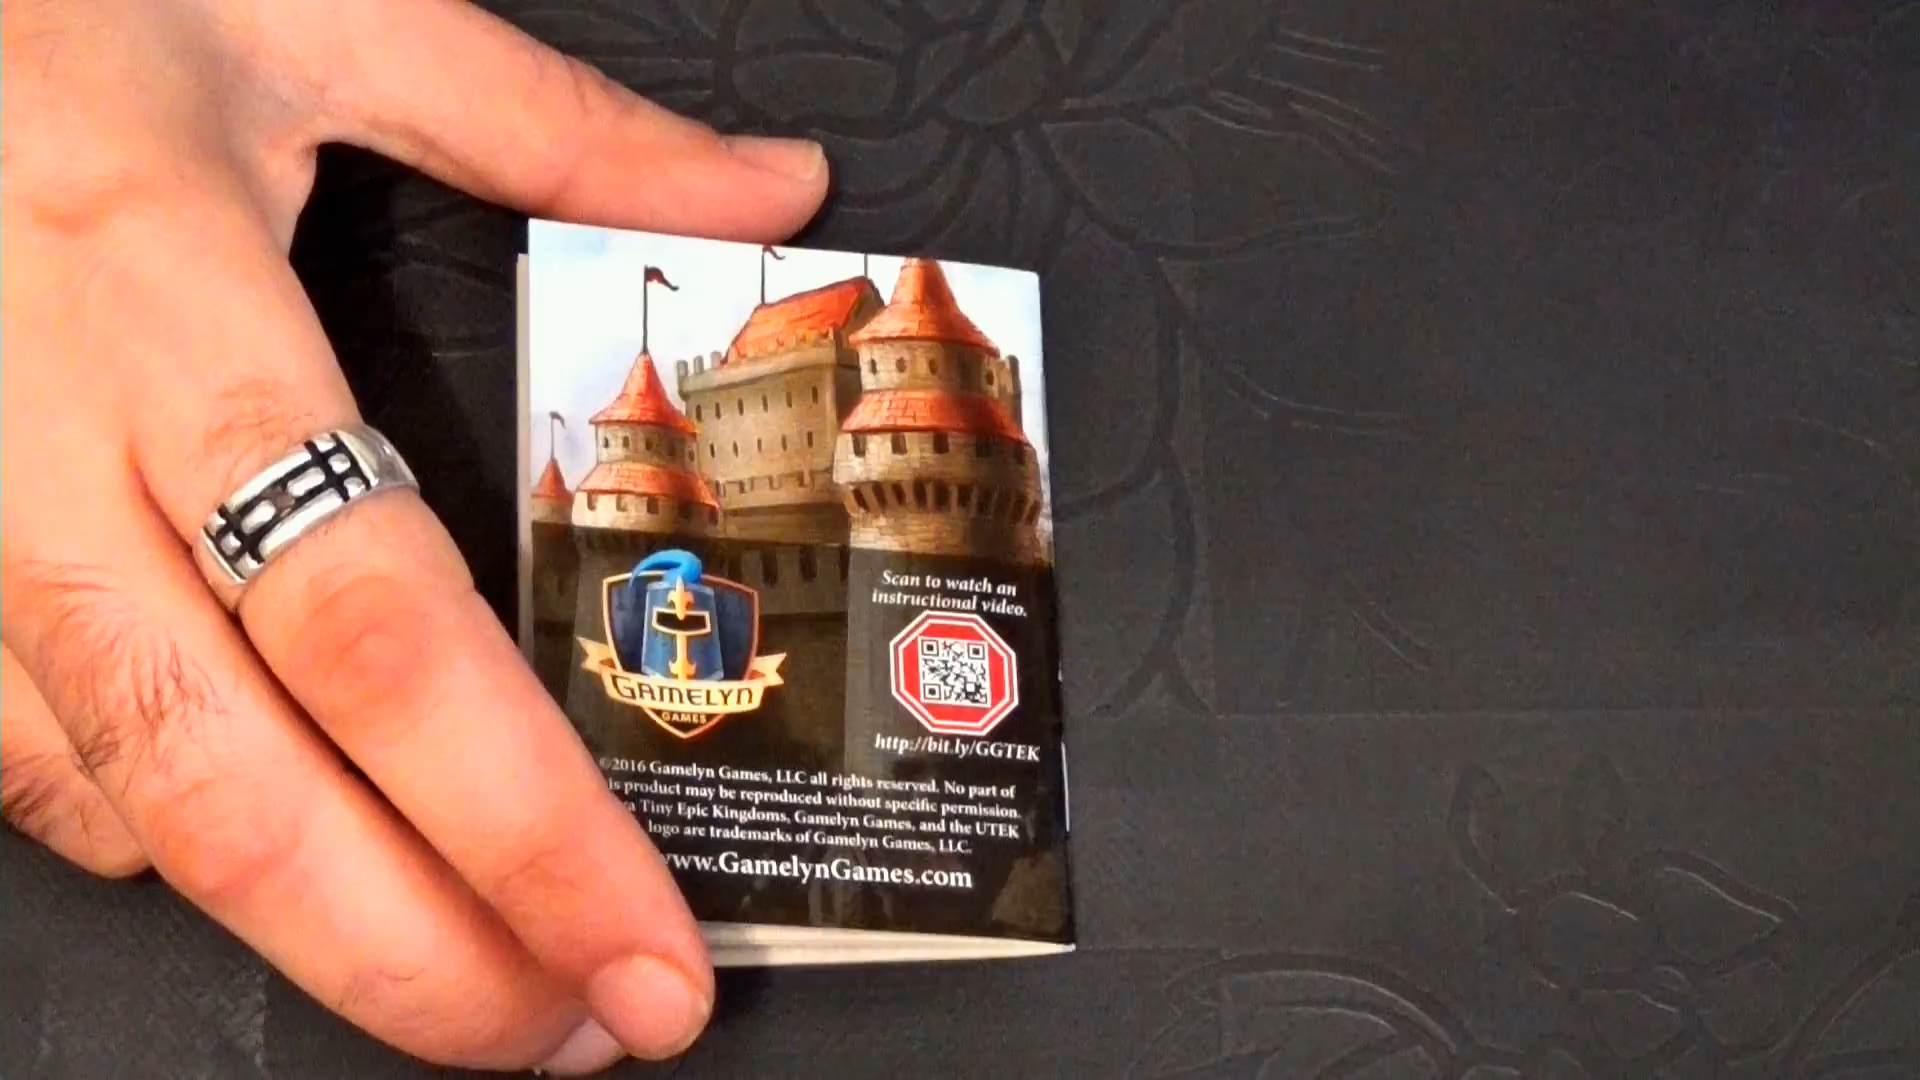 Scan to watch an
instructional video.
GAMELYN
GAMES
http://bit.ly/GGTEK
©2016 Gamelyn Games, LLC all rights reserved. No part of
product may be reproduced without specific permission.
Tiny Epic Kingdoms, Gamelyn Games, and the UTEK
logo are trademarks of Gamelyn Games, LLC.
www.GamelynGames.com